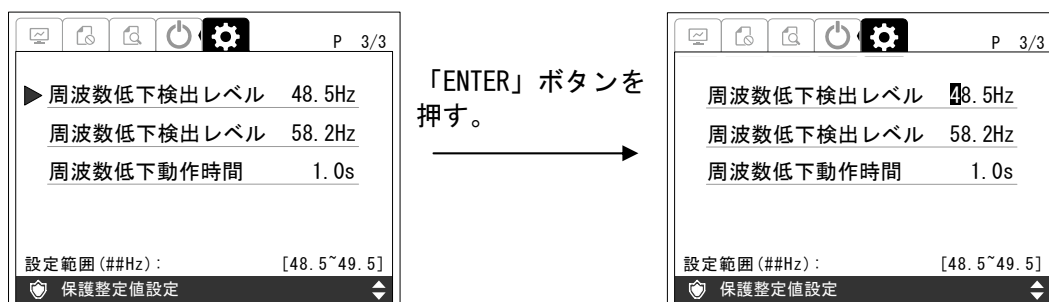 P 3/3
周波数低下検出レベル 48.5Hz
周波数低下検出レベル 58.2Hz
周波数低下動作時間 1.0s
設定範囲(##Hz): [48.5~49.5]
保護整定値設定
「ENTER」ボタンを
押す。
P 3/3
周波数低下検出レベル 48.5Hz
周波数低下検出レベル 58.2Hz
周波数低下動作時間 1.0s
設定範囲(##Hz): [48.5~49.5]
保護整定値設定